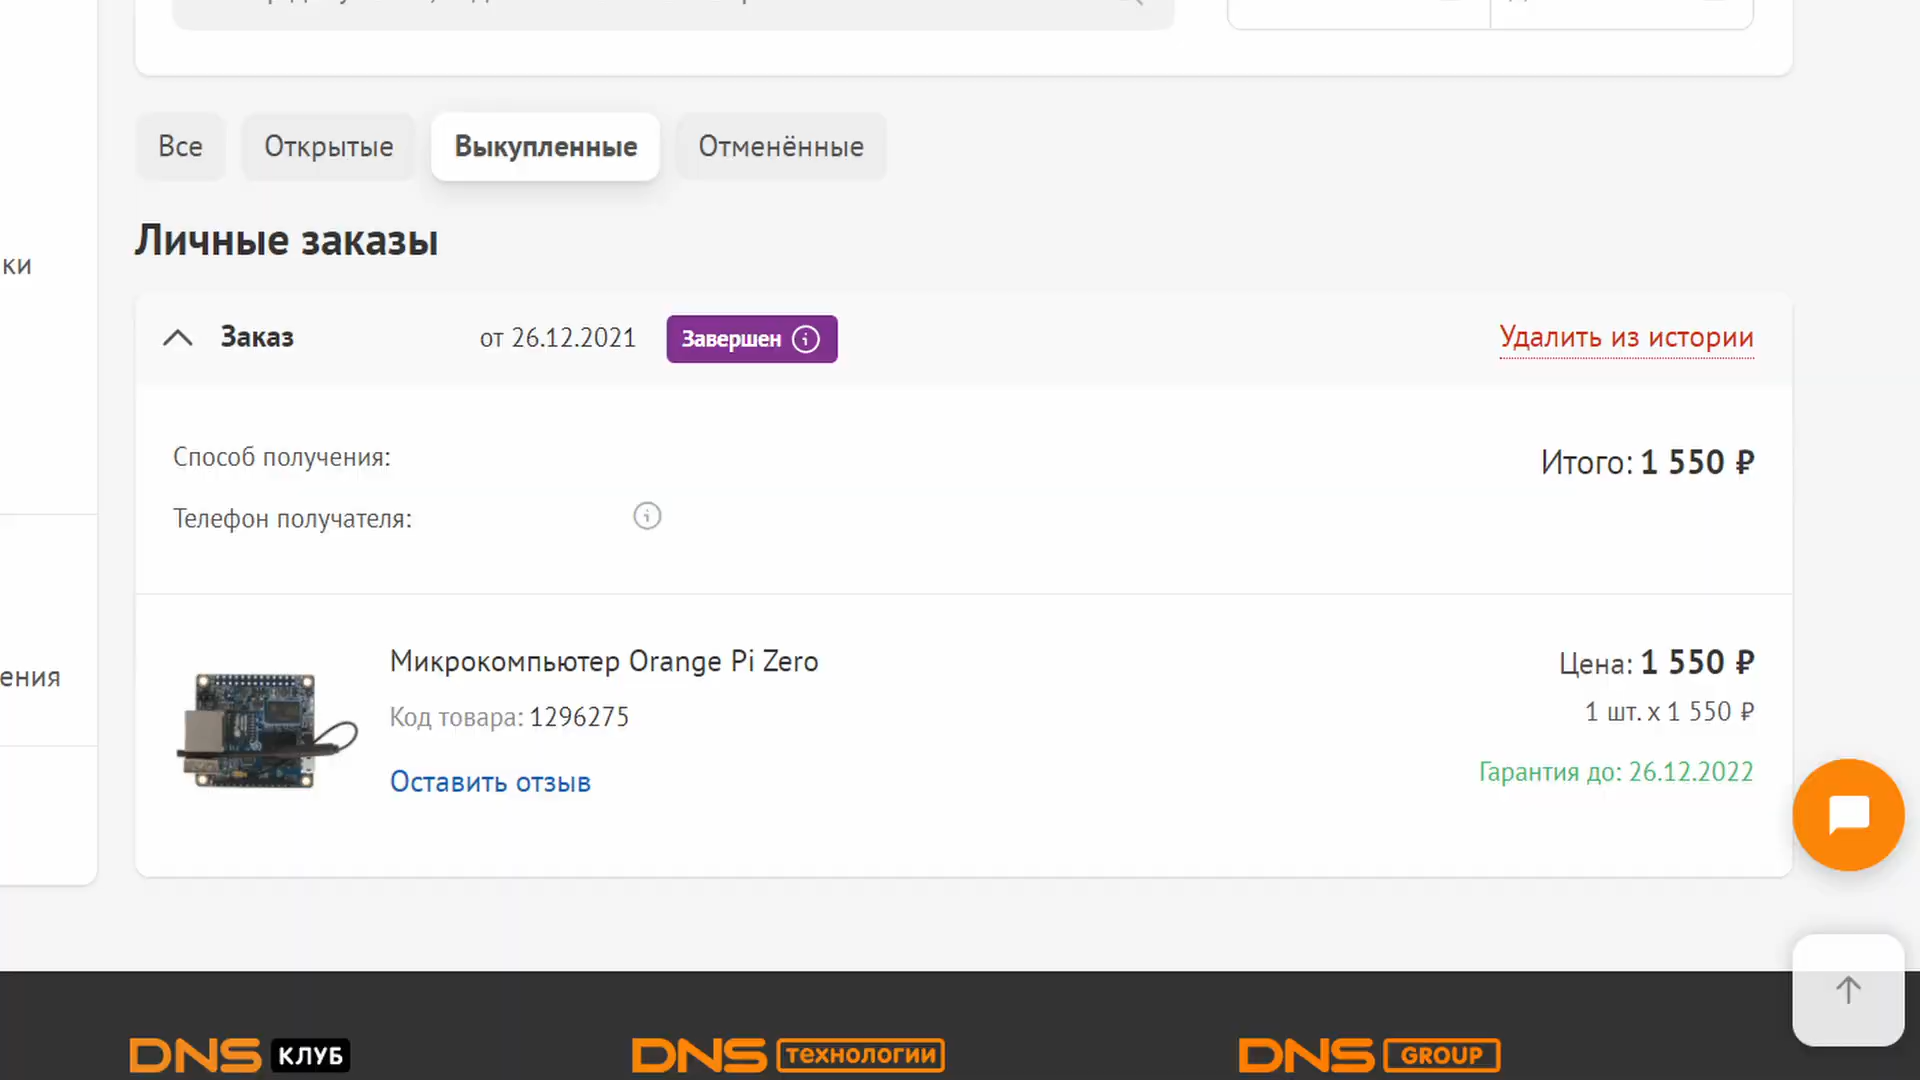 Все
Открытые
Выкупленные
Отменённые
Личные заказы
ки
Заказ
от 26.12.2021
Завершен
Удалить из истории
Способ получения:
Итого: 1 550 ₽
Телефон получателя:
ения
Микрокомпьютер Orange Pi Zero
Цена: 1 550 ₽
Код товара: 1296275
1 шт. x 1 550 ₽
Оставить отзыв
Гарантия до: 26.12.2022
DNS КЛУБ
DNS технологии
DNS GROUP